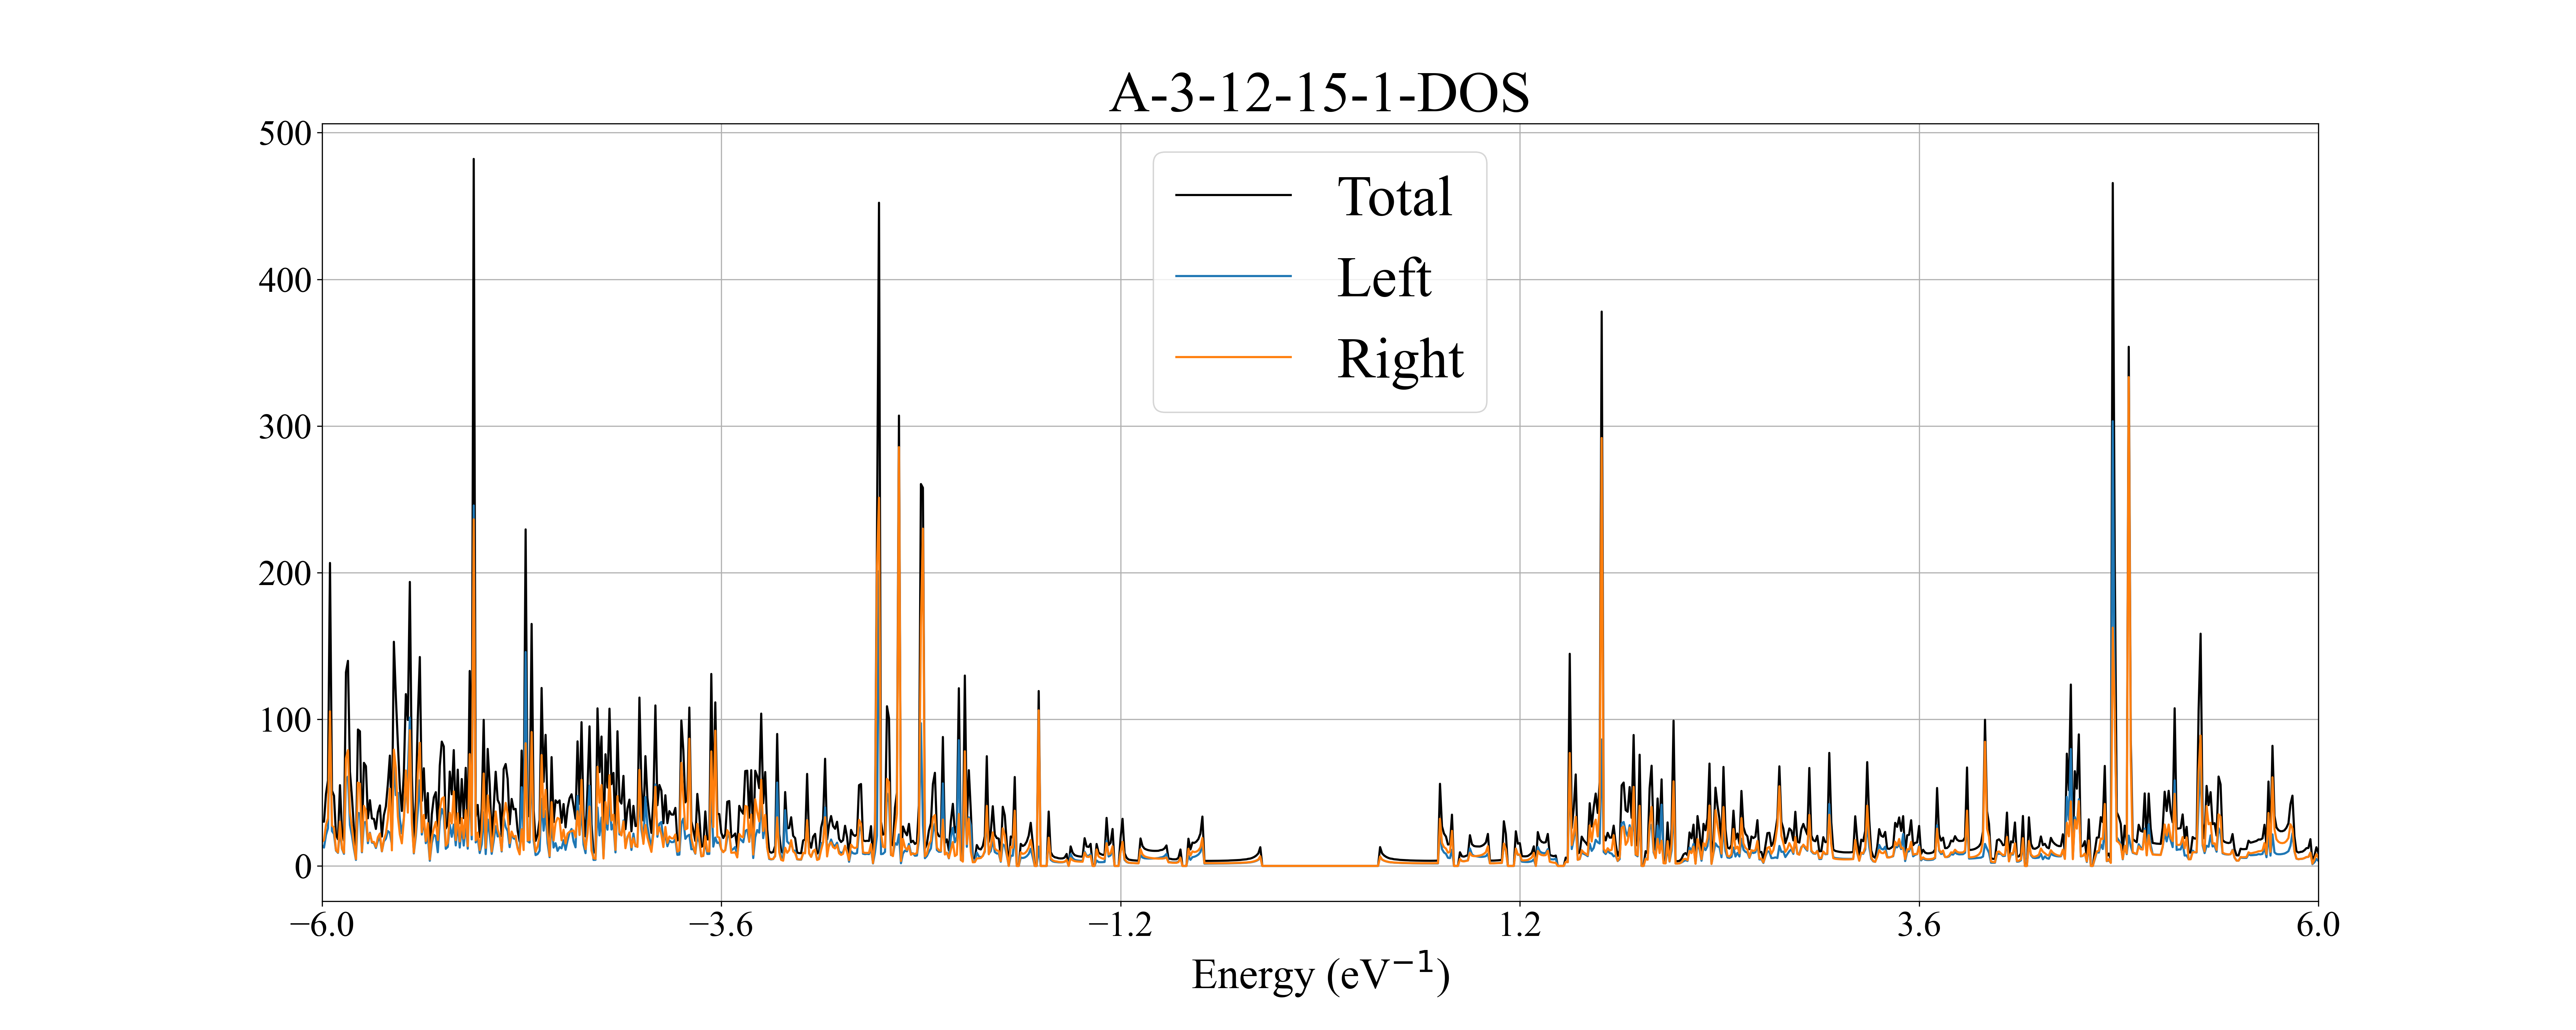 A-3-12-15-1-DOS
500
400
300
200
100
0
Total
Left
Right
−6.0
−3.6
−1.2
1.2
3.6
6.0
Energy (eV⁻¹)